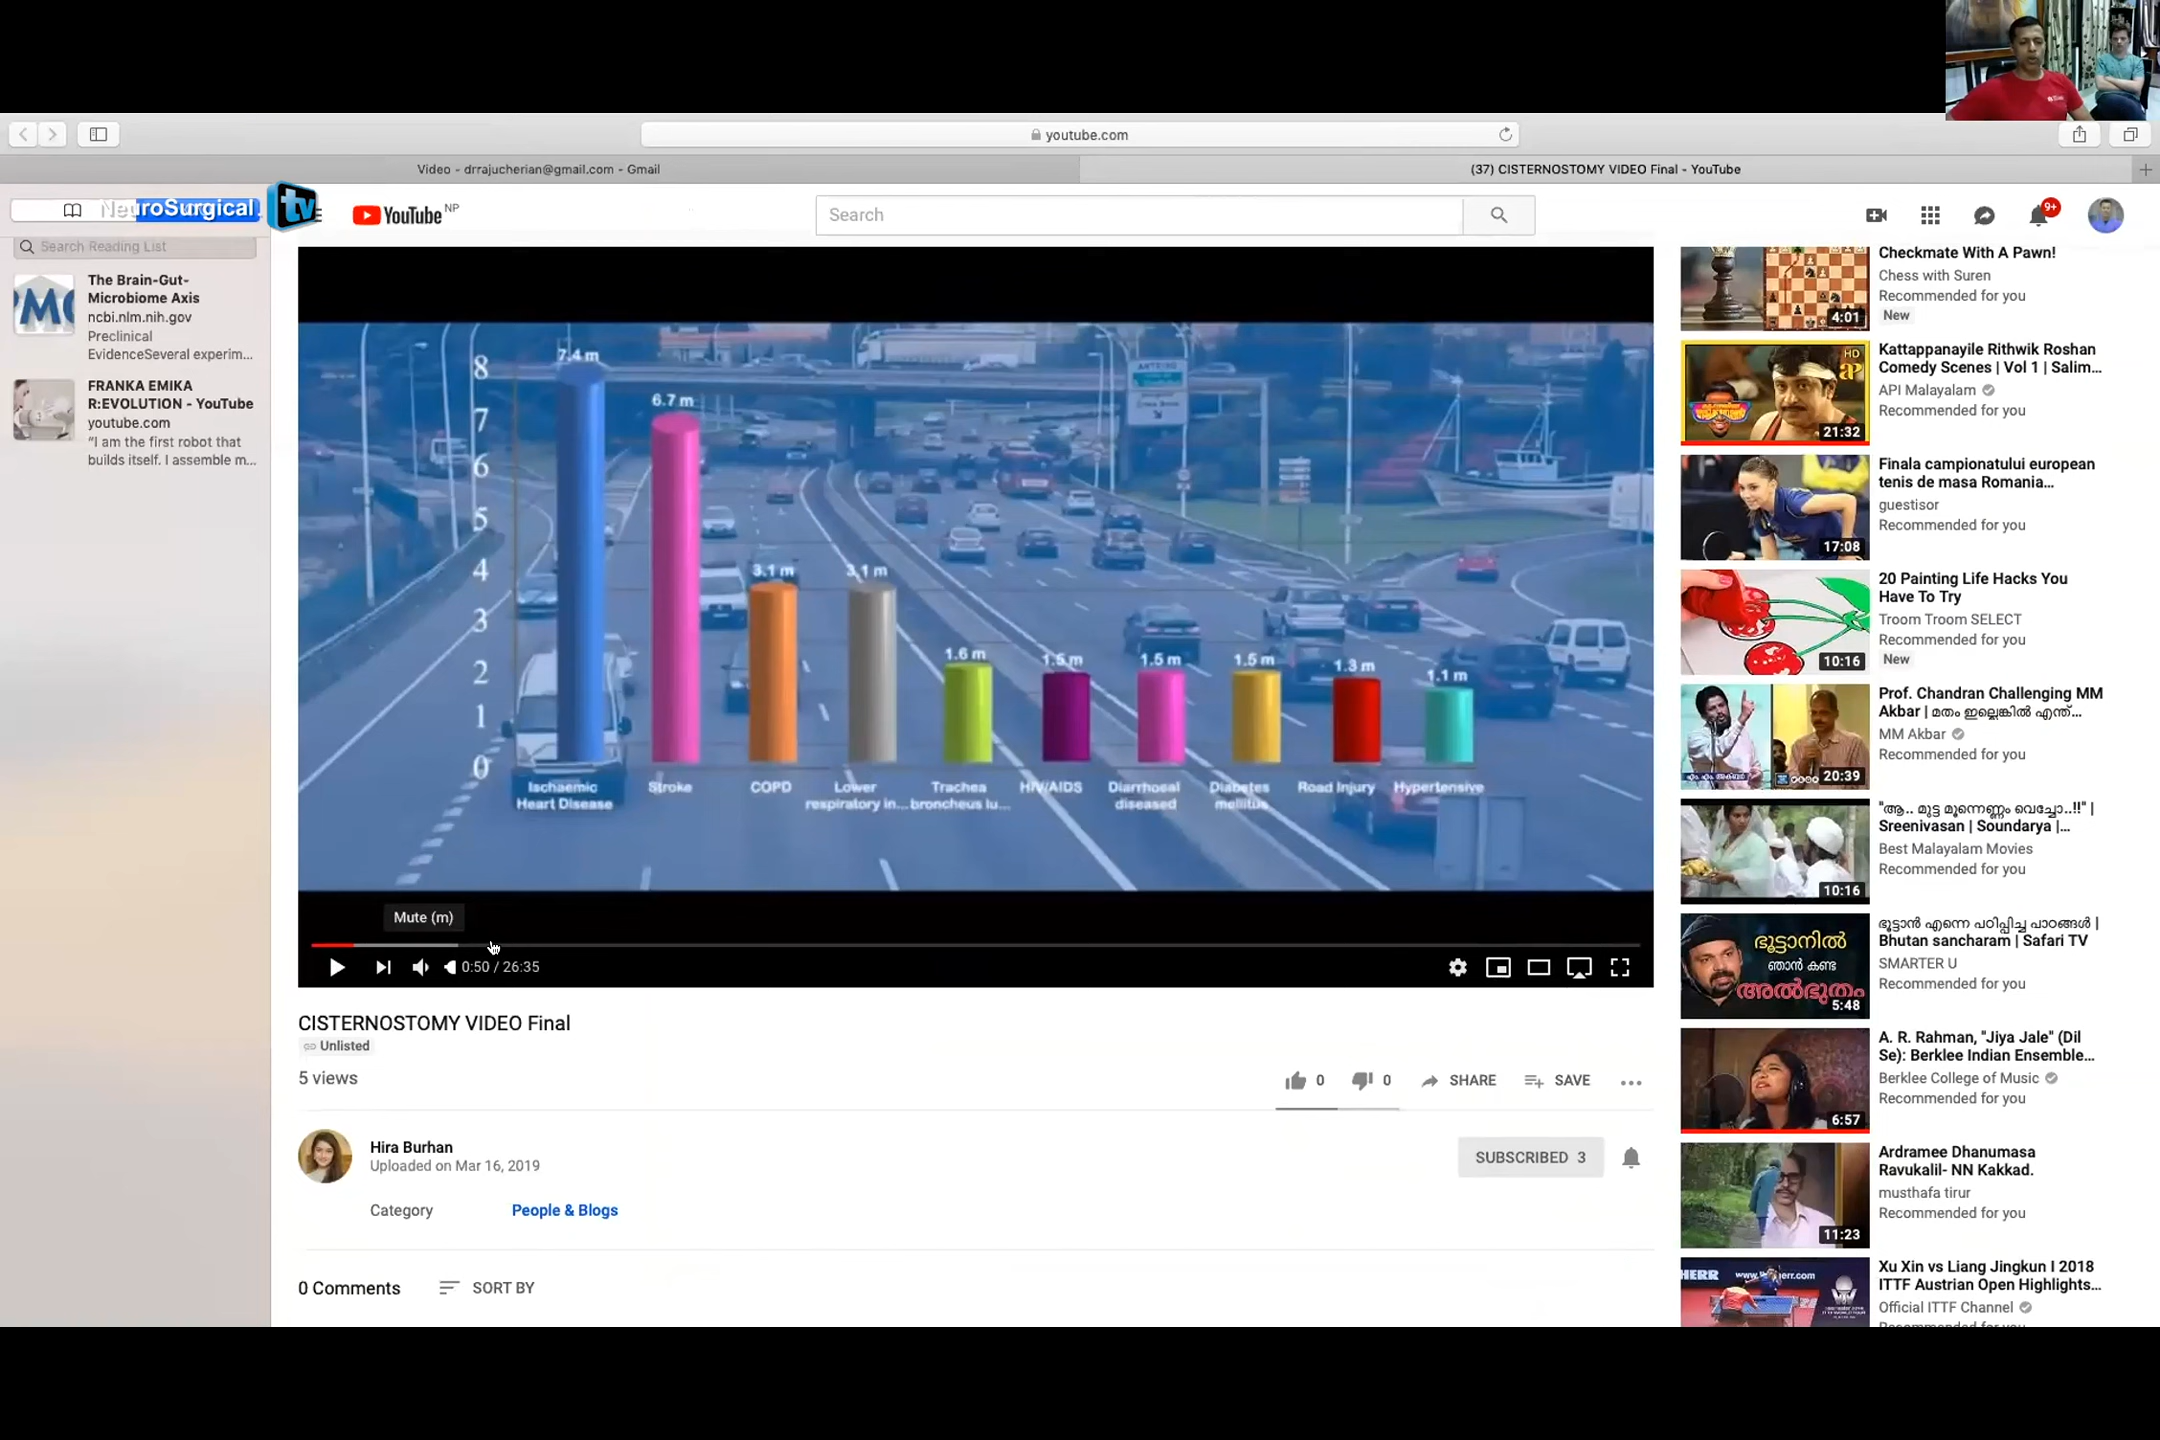 youtube.com
Video - drrajucherian@gmail.com - Gmail
(37) CISTERNOSTOMY VIDEO Final - YouTube
NeuroSurgical tv
YouTube NP
Search
9+
Search Reading List
The Brain-Gut-
Microbiome Axis
ncbi.nlm.nih.gov
Preclinical
EvidenceSeveral experim...
FRANKA EMIKA
R:EVOLUTION - YouTube
youtube.com
“I am the first robot that
builds itself. I assemble m...
8
7
6
5
4
3
2
1
0
7.4 m
6.7 m
3.1 m
3.1 m
1.6 m
1.5 m
1.5 m
1.5 m
1.3 m
1.1 m
Ischaemic
Heart Disease
Stroke
COPD
Lower
respiratory in...
Trachea
broncheus lu...
HIV/AIDS
Diarrhoeal
diseased
Diabetes
mellitus
Road Injury
Hypertensive
Mute (m)
0:50 / 26:35
CISTERNOSTOMY VIDEO Final
Unlisted
5 views
0
0
SHARE
SAVE
Hira Burhan
Uploaded on Mar 16, 2019
SUBSCRIBED 3
Category
People & Blogs
0 Comments
SORT BY
Checkmate With A Pawn!
Chess with Suren
Recommended for you
New
4:01
Kattappanayile Rithwik Roshan
Comedy Scenes | Vol 1 | Salim...
API Malayalam
Recommended for you
HD
21:32
Finala campionatului european
tenis de masa Romania...
guestisor
Recommended for you
17:08
20 Painting Life Hacks You
Have To Try
Troom Troom SELECT
Recommended for you
New
10:16
Prof. Chandran Challenging MM
Akbar | മതം ഇല്ലെങ്കിൽ എന്ത്...
MM Akbar
Recommended for you
20:39
"ആ.. മുട്ട മൂന്നെണ്ണം വെച്ചോ..!!" |
Sreenivasan | Soundarya |...
Best Malayalam Movies
Recommended for you
10:16
ഭൂട്ടാൻ എന്നെ പഠിപ്പിച്ച പാഠങ്ങൾ |
Bhutan sancharam | Safari TV
SMARTER U
Recommended for you
ഭൂട്ടാനിൽ
ഞാൻ കണ്ട
അൽഭുതം
5:48
A. R. Rahman, "Jiya Jale" (Dil
Se): Berklee Indian Ensemble...
Berklee College of Music
Recommended for you
6:57
Ardramee Dhanumasa
Ravukalil- NN Kakkad.
musthafa tirur
Recommended for you
11:23
Xu Xin vs Liang Jingkun I 2018
ITTF Austrian Open Highlights...
Official ITTF Channel
Recommended for you